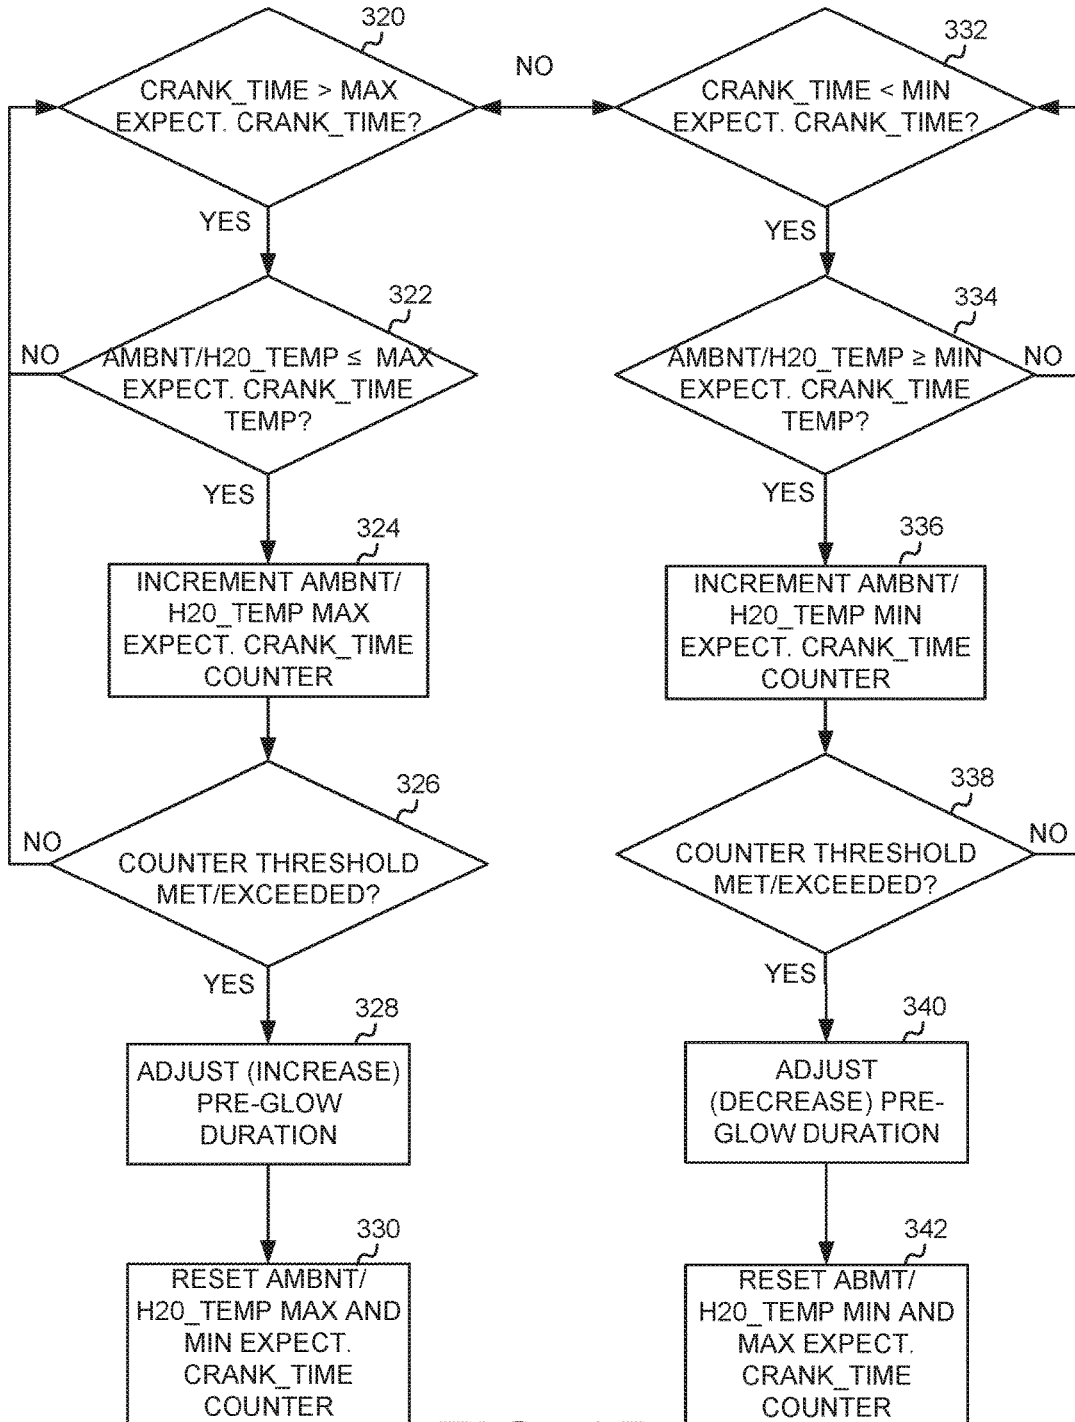 320
CRANK_TIME > MAX
EXPECT. CRANK_TIME?
YES
NO
332
CRANK_TIME < MIN
EXPECT. CRANK_TIME?
YES
322
NO
AMBNT/H20_TEMP ≤ MAX
EXPECT. CRANK_TIME
TEMP?
YES
334
AMBNT/H20_TEMP ≥ MIN
EXPECT. CRANK_TIME
TEMP?
NO
YES
324
INCREMENT AMBNT/
H20_TEMP MAX
EXPECT. CRANK_TIME
COUNTER
336
INCREMENT AMBNT/
H20_TEMP MIN
EXPECT. CRANK_TIME
COUNTER
326
NO
COUNTER THRESHOLD
MET/EXCEEDED?
YES
338
COUNTER THRESHOLD
MET/EXCEEDED?
NO
YES
328
ADJUST (INCREASE)
PRE-GLOW
DURATION
340
ADJUST
(DECREASE) PRE-
GLOW DURATION
330
RESET AMBNT/
H20_TEMP MAX AND
MIN EXPECT.
CRANK_TIME
COUNTER
342
RESET ABMT/
H20_TEMP MIN AND
MAX EXPECT.
CRANK_TIME
COUNTER